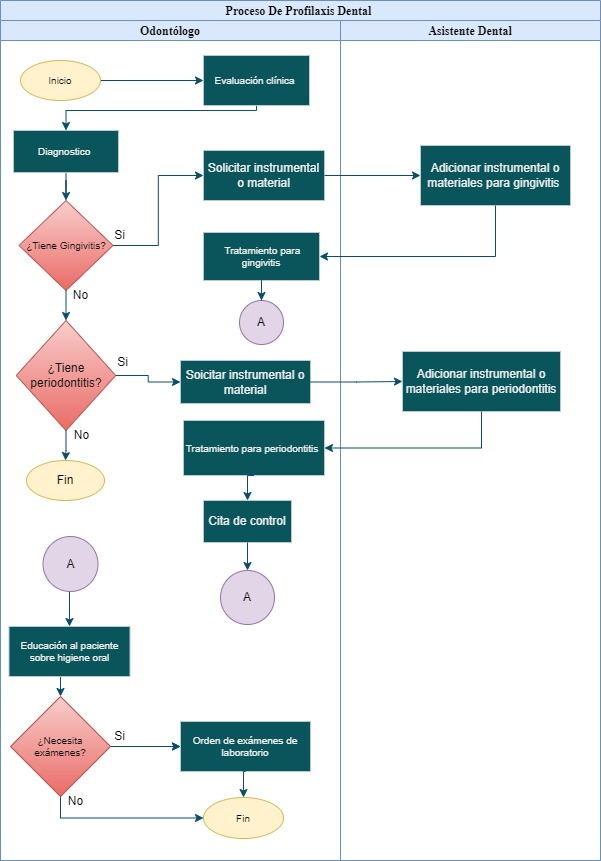 Proceso De Profilaxis Dental
Odontólogo
Asistente Dental
Inicio
Evaluación clínica
Diagnostico
Solicitar instrumental
o material
Adicionar instrumental o
materiales para gingivitis
¿Tiene Gingivitis?
Si
No
Tratamiento para
gingivitis
A
¿Tiene
periodontitis?
Si
No
Soicitar instrumental o
material
Adicionar instrumental o
materiales para periodontitis
Tratamiento para periodontitis
Fin
Cita de control
A
A
Educación al paciente
sobre higiene oral
¿Necesita
exámenes?
Si
No
Orden de exámenes de
laboratorio
Fin